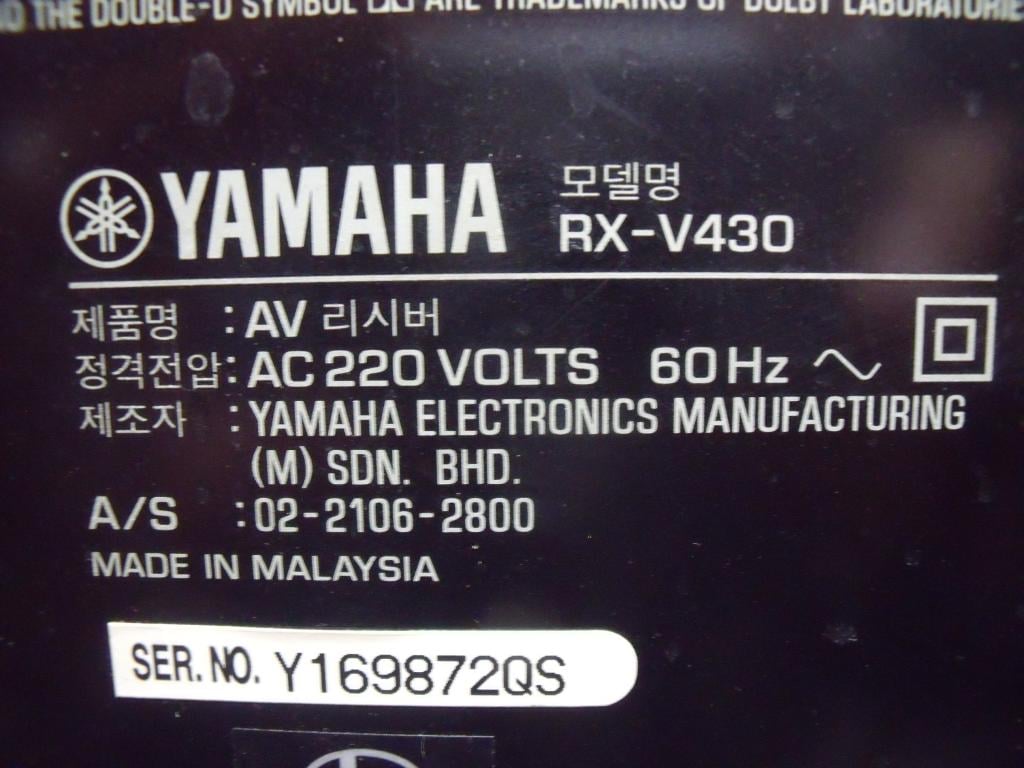 THE DOUBLE-D SYMBOL ARE TRADEMARKS OF DOLBY LABORATORIES
YAMAHA
모델명
RX-V430
제품명 : AV 리시버
정격전압 : AC 220 VOLTS 60 Hz
제조자 : YAMAHA ELECTRONICS MANUFACTURING
(M) SDN. BHD.
A/S : 02-2106-2800
MADE IN MALAYSIA
SER. NO. Y169872QS